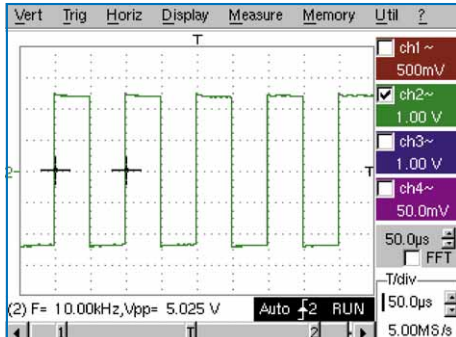 Vert Trig Horiz Display Measure Memory Util ?
T
ch1~
500mV
ch2~
1.00 V
ch3~
1.00 V
ch4~
50.0mV
2
T
50.0µs
FFT
T/div
50.0µs
5.00MS/s
(2) F= 10.00kHz,Vpp= 5.025 V
Auto 2 RUN
1 T 2